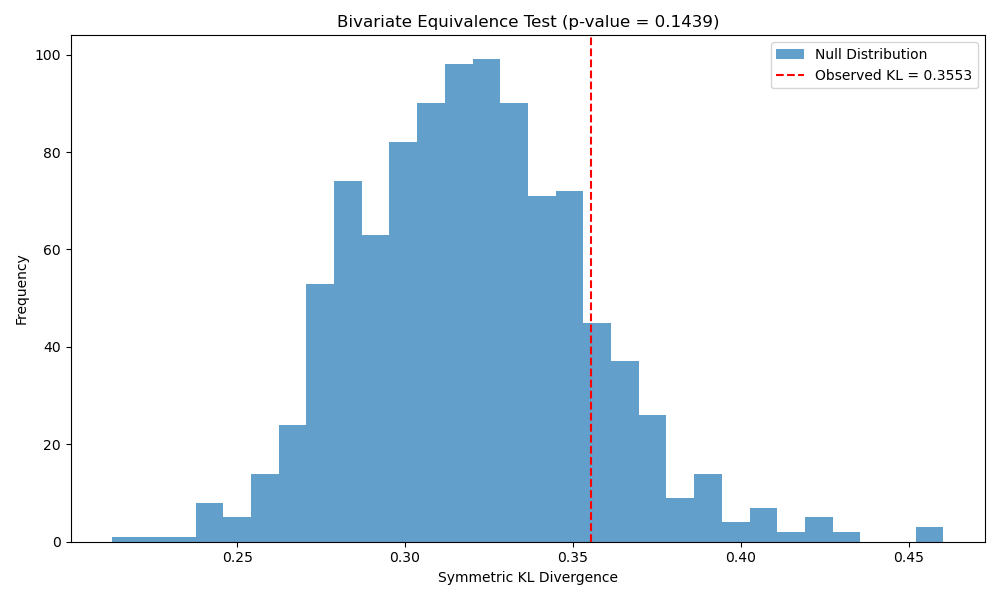 Bivariate Equivalence Test (p-value = 0.1439)
Null Distribution
Observed KL = 0.3553
Frequency
100
80
60
40
20
0
0.25 0.30 0.35 0.40 0.45
Symmetric KL Divergence